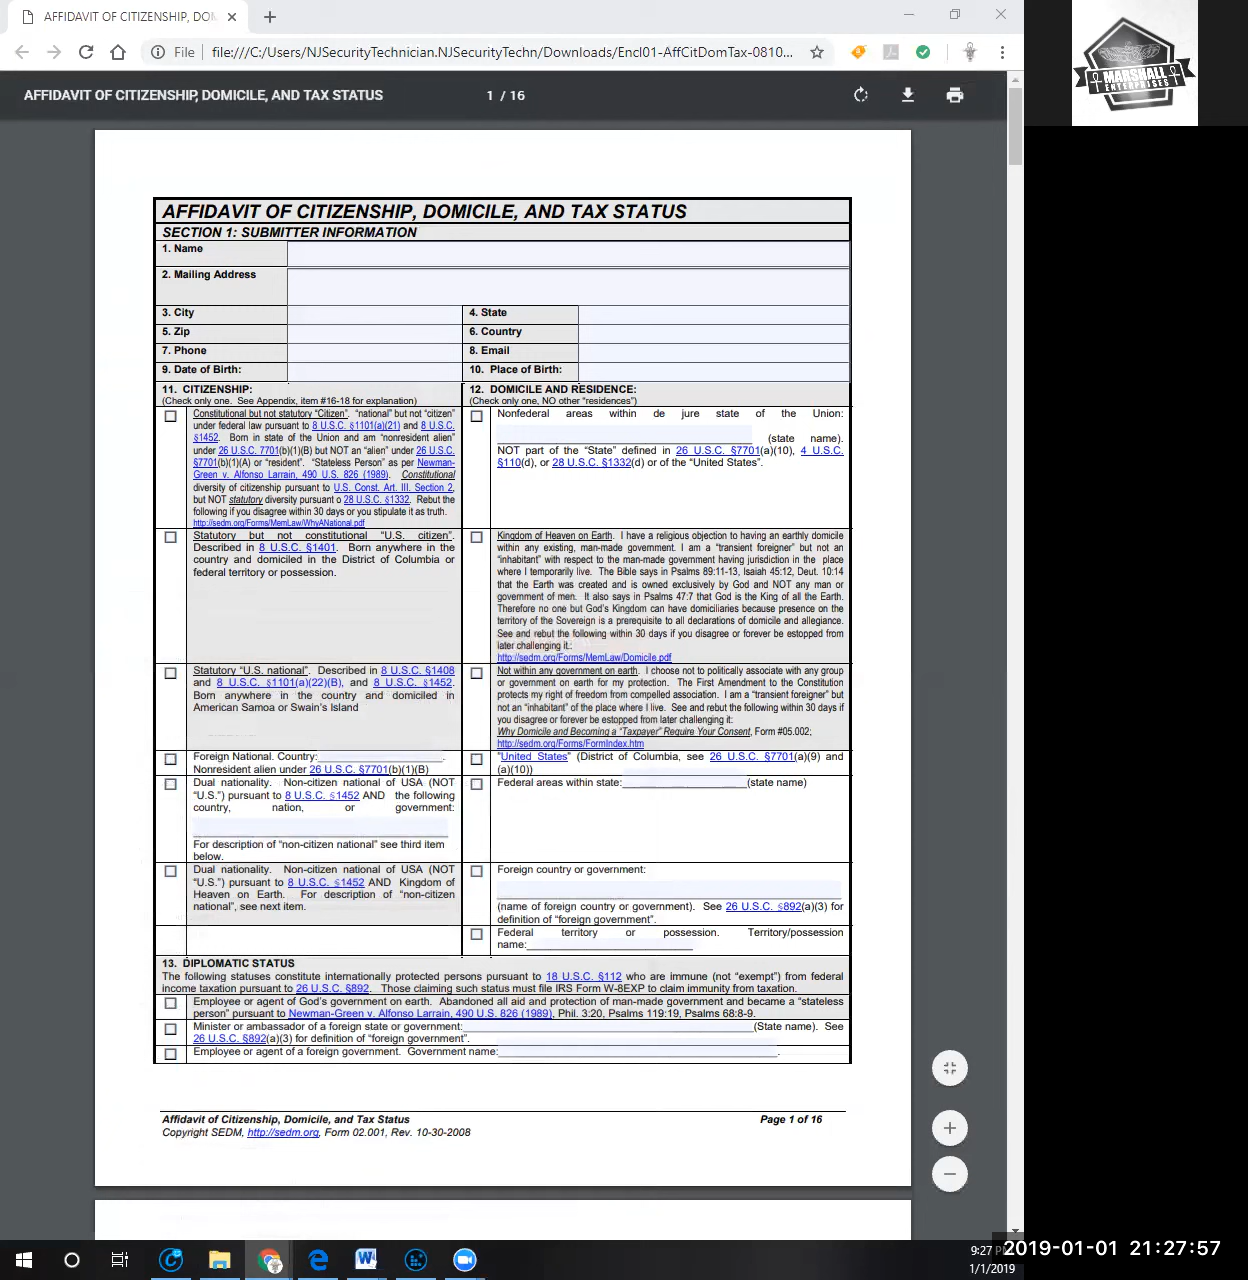 AFFIDAVIT OF CITIZENSHIP, DOM
File
file:///C:/Users/NJSecurityTechnician.NJSecurityTechn/Downloads/Encl01-AffCitDomTax-0810...
AFFIDAVIT OF CITIZENSHIP, DOMICILE, AND TAX STATUS
1 / 16
MARSHALL
ENTERPRISES
AFFIDAVIT OF CITIZENSHIP, DOMICILE, AND TAX STATUS
SECTION 1: SUBMITTER INFORMATION
1. Name
2. Mailing Address
3. City
4. State
5. Zip
6. Country
7. Phone
8. Email
9. Date of Birth:
10. Place of Birth:
11. CITIZENSHIP:
(Check only one. See Appendix, item #16-18 for explanation)
12. DOMICILE AND RESIDENCE:
(Check only one, NO other “residences”)
Constitutional but not statutory “Citizen”. “national” but not “citizen”
under federal law pursuant to 8 U.S.C. §1101(a)(21) and 8 U.S.C.
§1452. Born in state of the Union and am “nonresident alien”
under 26 U.S.C. 7701(b)(1)(B) but NOT an “alien” under 26 U.S.C.
§7701(b)(1)(A) or “resident”. “Stateless Person” as per Newman-
Green v. Alfonso Larrain, 490 U.S. 826 (1989). Constitutional
diversity of citizenship pursuant to U.S. Const. Art. III. Section 2,
but NOT statutory diversity pursuant o 28 U.S.C. §1332. Rebut the
following if you disagree within 30 days or you stipulate it as truth.
http://sedm.org/Forms/MemLaw/WhyANational.pdf
Nonfederal areas within de jure state of the Union:
(state name).
NOT part of the “State” defined in 26 U.S.C. §7701(a)(10), 4 U.S.C.
§110(d), or 28 U.S.C. §1332(d) or of the “United States”.
Statutory but not constitutional “U.S. citizen”.
Described in 8 U.S.C. §1401. Born anywhere in the
country and domiciled in the District of Columbia or
federal territory or possession.
Kingdom of Heaven on Earth. I have a religious objection to having an earthly domicile
within any existing, man-made government. I am a “transient foreigner” but not an
“inhabitant” with respect to the man-made government having jurisdiction in the place
where I temporarily live. The Bible says in Psalms 89:11-13, Isaiah 45:12, Deut. 10:14
that the Earth was created and is owned exclusively by God and NOT any man or
government of men. It also says in Psalms 47:7 that God is the King of all the Earth.
Therefore no one but God’s Kingdom can have domiciliaries because presence on the
territory of the Sovereign is a prerequisite to all declarations of domicile and allegiance.
See and rebut the following within 30 days if you disagree or forever be estopped from
later challenging it.:
http://sedm.org/Forms/MemLaw/Domicile.pdf
Statutory “U.S. national”. Described in 8 U.S.C. §1408
and 8 U.S.C. §1101(a)(22)(B), and 8 U.S.C. §1452.
Born anywhere in the country and domiciled in
American Samoa or Swain’s Island
Not within any government on earth. I choose not to politically associate with any group
or government on earth for my protection. The First Amendment to the Constitution
protects my right of freedom from compelled association. I am a “transient foreigner” but
not an “inhabitant” of the place where I live. See and rebut the following within 30 days if
you disagree or forever be estopped from later challenging it:
Why Domicile and Becoming a “Taxpayer” Require Your Consent, Form #05.002;
http://sedm.org/Forms/FormIndex.htm
Foreign National. Country: .
Nonresident alien under 26 U.S.C. §7701(b)(1)(B)
“United States” (District of Columbia, see 26 U.S.C. §7701(a)(9) and
(a)(10))
Dual nationality. Non-citizen national of USA (NOT
“U.S.”) pursuant to 8 U.S.C. §1452 AND the following
country, nation, or government:
For description of “non-citizen national” see third item
below.
Federal areas within state: (state name)
Dual nationality. Non-citizen national of USA (NOT
“U.S.”) pursuant to 8 U.S.C. §1452 AND Kingdom of
Heaven on Earth. For description of “non-citizen
national”, see next item.
Foreign country or government:
(name of foreign country or government). See 26 U.S.C. §892(a)(3) for
definition of “foreign government”.
Federal territory or possession. Territory/possession
name:
13. DIPLOMATIC STATUS
The following statuses constitute internationally protected persons pursuant to 18 U.S.C. §112 who are immune (not “exempt”) from federal
income taxation pursuant to 26 U.S.C. §892. Those claiming such status must file IRS Form W-8EXP to claim immunity from taxation.
Employee or agent of God’s government on earth. Abandoned all aid and protection of man-made government and became a “stateless
person” pursuant to Newman-Green v. Alfonso Larrain, 490 U.S. 826 (1989), Phil. 3:20, Psalms 119:19, Psalms 68:8-9.
Minister or ambassador of a foreign state or government: (State name). See
26 U.S.C. §892(a)(3) for definition of “foreign government”.
Employee or agent of a foreign government. Government name: .
Affidavit of Citizenship, Domicile, and Tax Status
Page 1 of 16
Copyright SEDM, http://sedm.org, Form 02.001, Rev. 10-30-2008
9:27
1/1/2019
2019-01-01 21:27:57